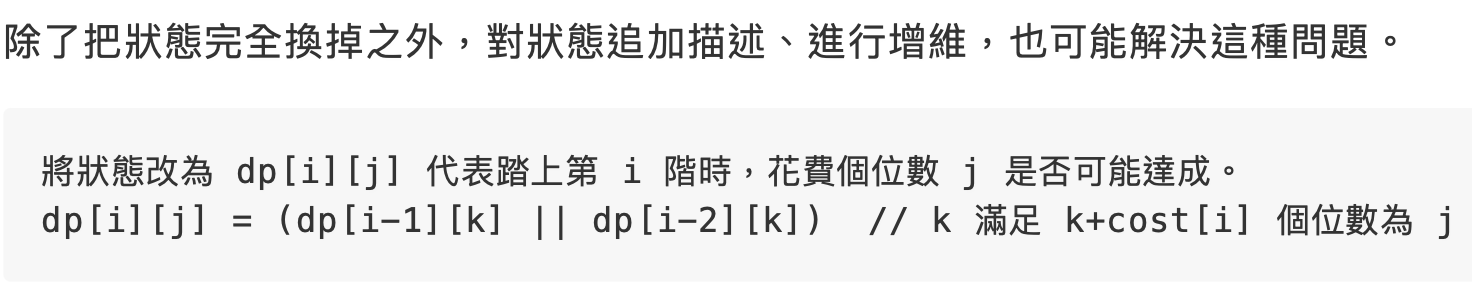 除了把狀態完全換掉之外，對狀態追加描述、進行增維，也可能解決這種問題。
將狀態改為 dp[i][j] 代表踏上第 i 階時，花費個位數 j 是否可能達成。
dp[i][j] = (dp[i-1][k] || dp[i-2][k])  // k 滿足 k+cost[i] 個位數為 j